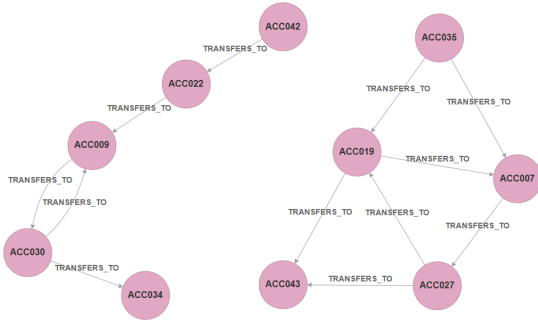 ACC042
ACC035
TRANSFERS_TO
ACC022
TRANSFERS_TO
TRANSFERS_TO
TRANSFERS_TO
ACC009
ACC019
TRANSFERS_TO
TRANSFERS_TO
ACC007
TRANSFERS_TO
TRANSFERS_TO
TRANSFERS_TO
TRANSFERS_TO
ACC030
TRANSFERS_TO
TRANSFERS_TO
ACC043
ACC027
ACC034